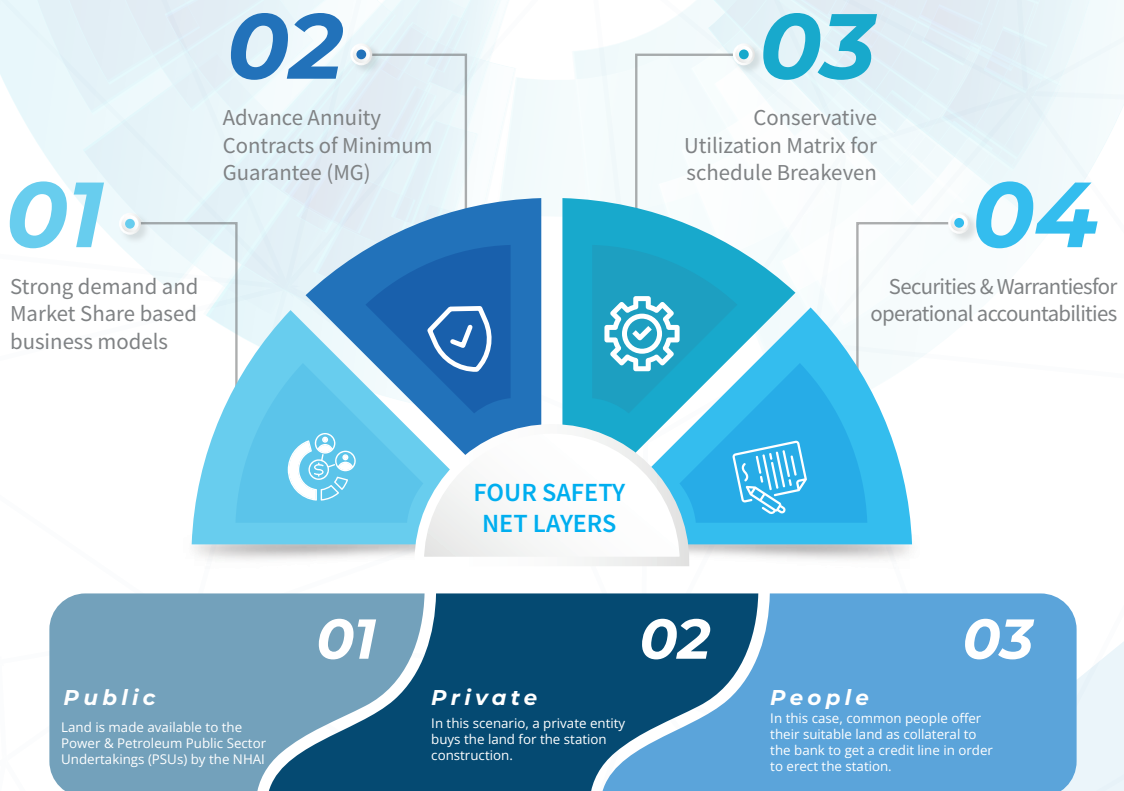 01
Strong demand and
Market Share based
business models
02
Advance Annuity
Contracts of Minimum
Guarantee (MG)
03
Conservative
Utilization Matrix for
schedule Breakeven
04
Securities & Warrantiesfor
operational accountabilities
$
FOUR SAFETY
NET LAYERS
01
Public
Land is made available to the
Power & Petroleum Public Sector
Undertakings (PSUs) by the NHAI
02
Private
In this scenario, a private entity
buys the land for the station
construction.
03
People
In this case, common people offer
their suitable land as collateral to
the bank to get a credit line in order
to erect the station.